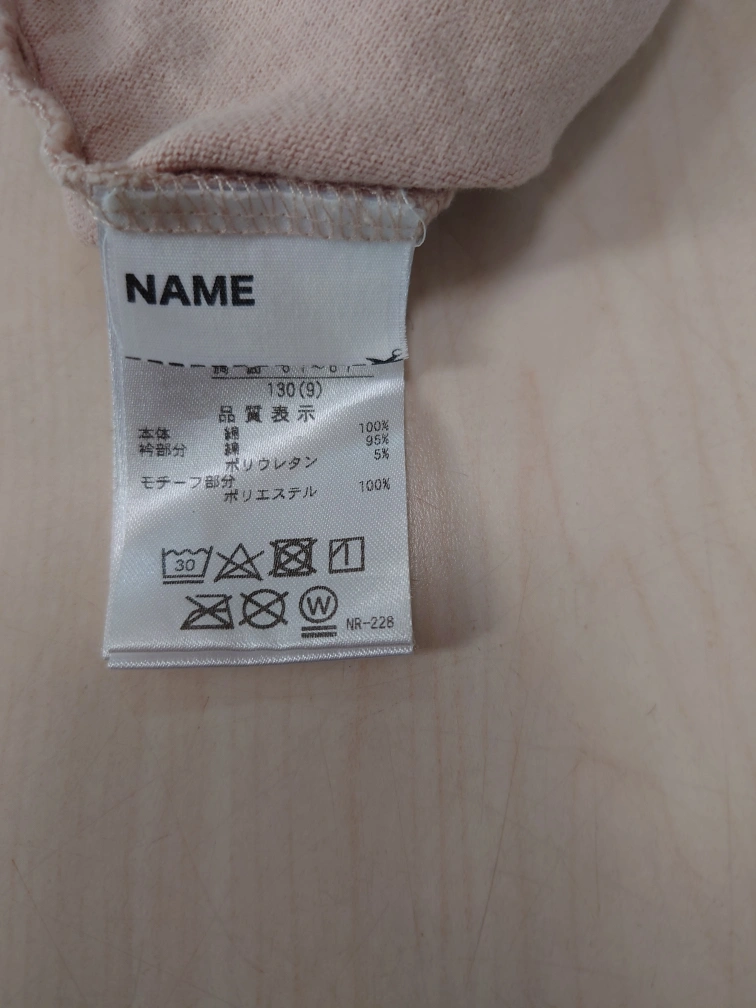 NAME
130(9)
品質表示
本体 綿 100%
衿部分 綿 95%
ポリウレタン 5%
モチーフ部分
ポリエステル 100%
30
W
NR-228